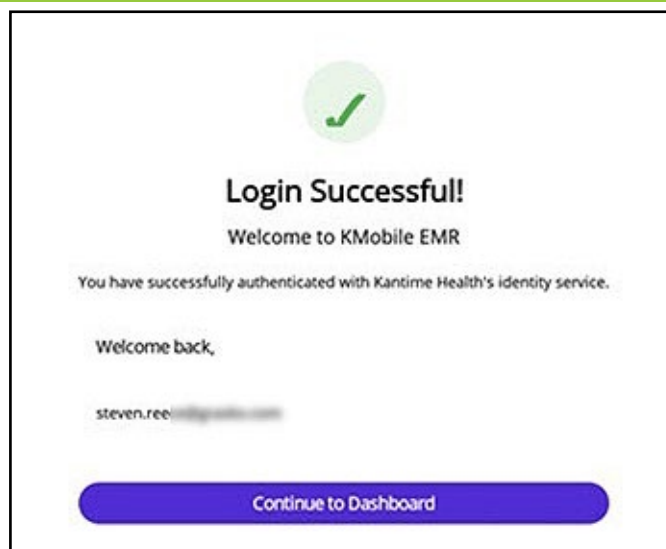 Login Successful!
Welcome to KMobile EMR
You have successfully authenticated with Kantime Health's identity service.
Welcome back,
steven.ree
Continue to Dashboard